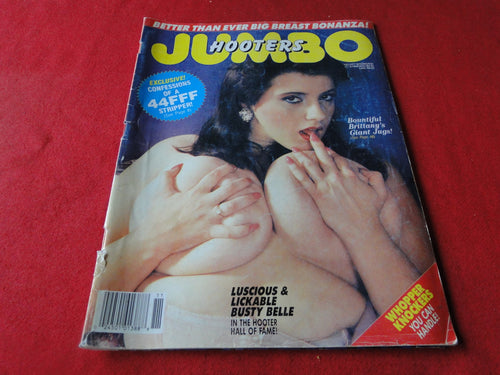 BETTER THAN EVER BIG BREAST BONANZA!
HOOTERS
JUMBO
EXCLUSIVE!
CONFESSIONS
OF A
44FFF
STRIPPER!
Bountiful
Brittany's
Giant Jugs!
LUSCIOUS &
LICKABLE
BUSTY BELLE
IN THE HOOTER
HALL OF FAME!
WHOPPER
KNOCKERS
YOU CAN
HANDLE!
11